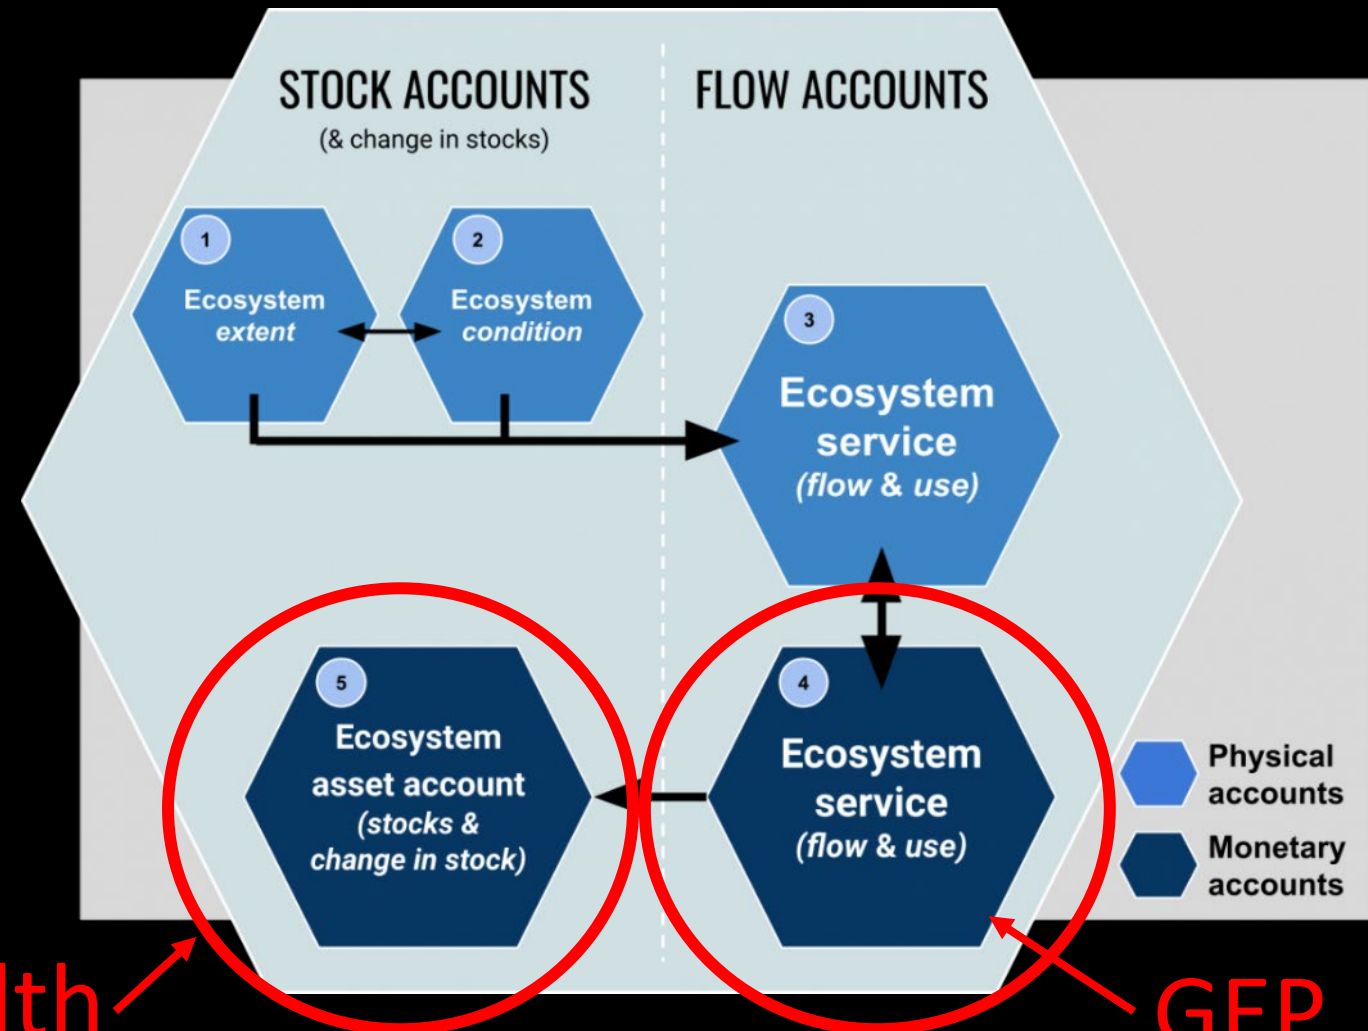 STOCK ACCOUNTS
(& change in stocks)
FLOW ACCOUNTS
1
Ecosystem
extent
2
Ecosystem
condition
3
Ecosystem
service
(flow & use)
5
Ecosystem
asset account
(stocks &
change in stock)
4
Ecosystem
service
(flow & use)
Physical
accounts
Monetary
accounts
GEP